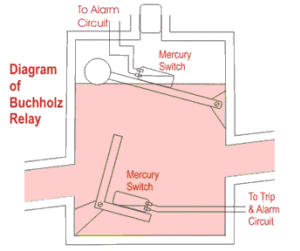 To Alarm
Circuit
Mercury
Switch
Diagram
of
Buchholz
Relay
Mercury
Switch
To Trip
& Alarm
Circuit